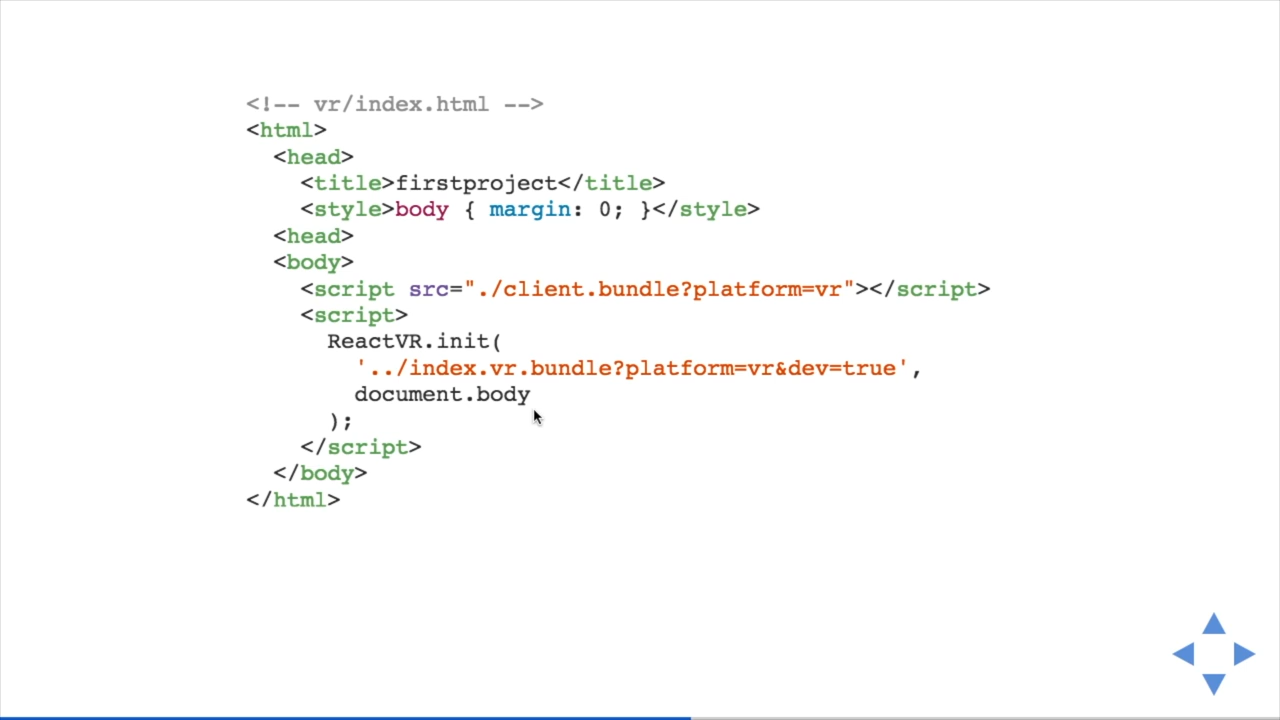 <!-- vr/index.html -->
<html>
  <head>
    <title>firstproject</title>
    <style>body { margin: 0; }</style>
  <head>
  <body>
    <script src="./client.bundle?platform=vr"></script>
    <script>
      ReactVR.init(
        '../index.vr.bundle?platform=vr&dev=true',
        document.body
      );
    </script>
  </body>
</html>